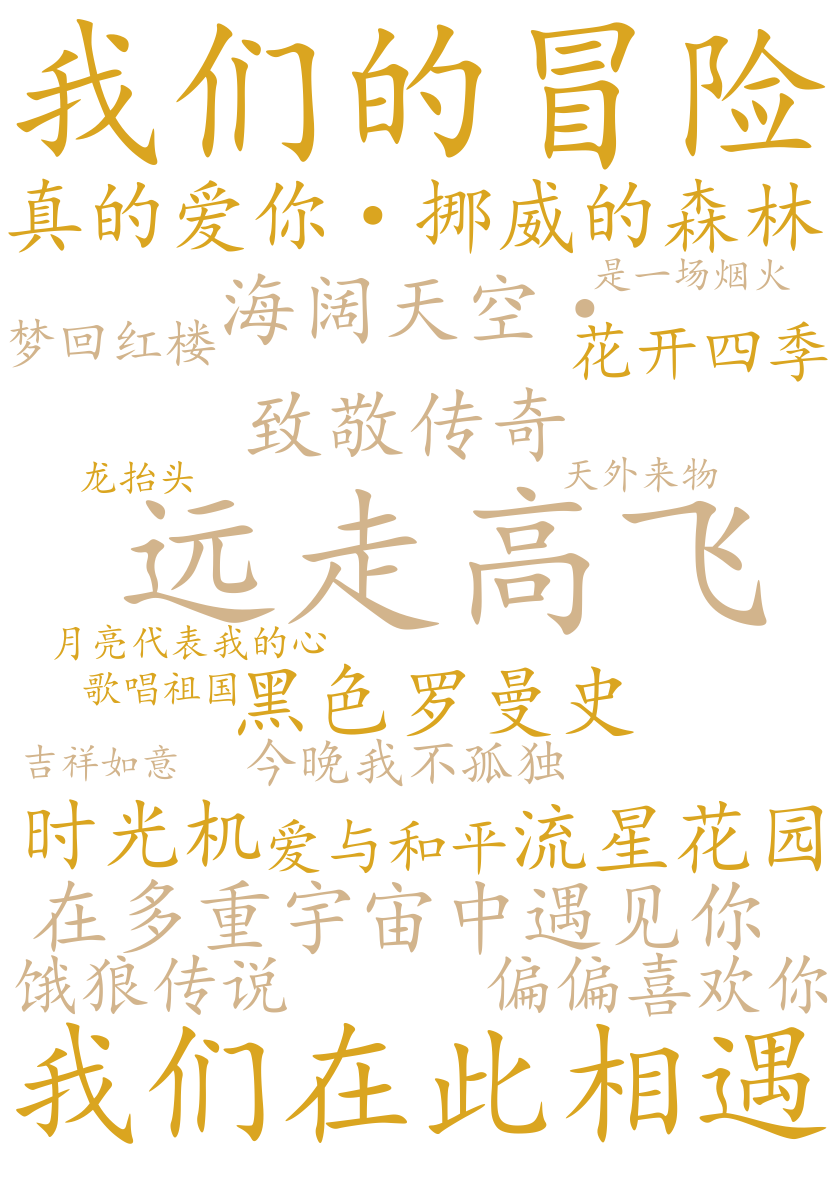 我们的冒险
真的爱你·挪威的森林
是一场烟火
海阔天空·
梦回红楼
花开四季
致敬传奇
龙抬头
天外来物
远走高飞
月亮代表我的心
歌唱祖国
黑色罗曼史
吉祥如意
今晚我不孤独
时光机
爱与和平
流星花园
在多重宇宙中遇见你
饿狼传说
偏偏喜欢你
我们在此相遇